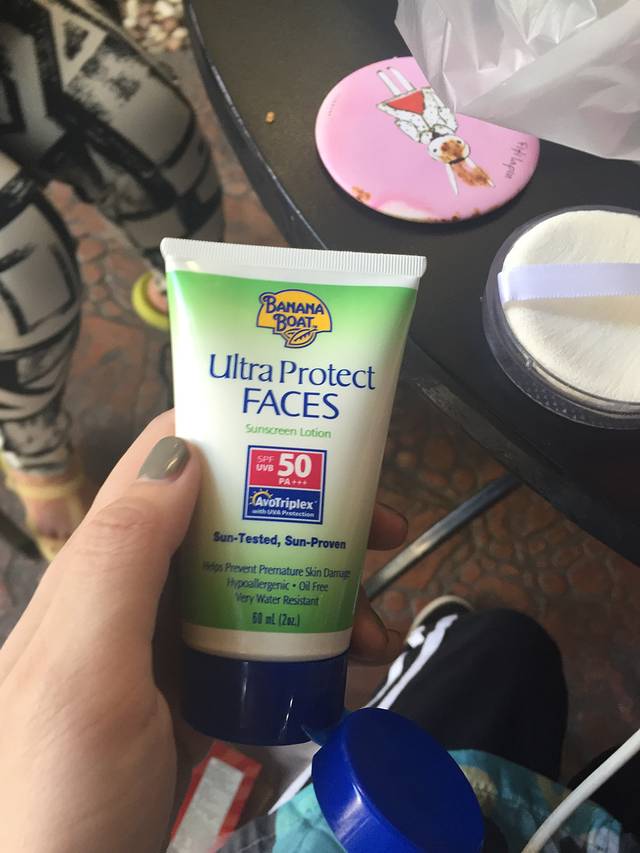 BANANA
BOAT
Ultra Protect
FACES
Sunscreen Lotion
SPF
UVB
50
PA+++
AvoTriplex
with UVA Protection
Sun-Tested, Sun-Proven
Helps Prevent Premature Skin Damage
Hypoallergenic • Oil Free
Very Water Resistant
60 mL (2oz.)